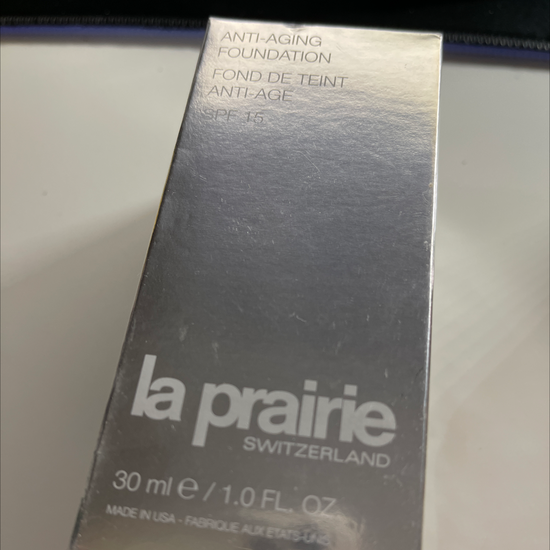 ANTI-AGING
FOUNDATION
FOND DE TEINT
ANTI-AGE
SPF 15
la prairie
SWITZERLAND
30 ml e / 1.0 FL. OZ.
MADE IN USA - FABRIQUE AUX ETATS-UNIS